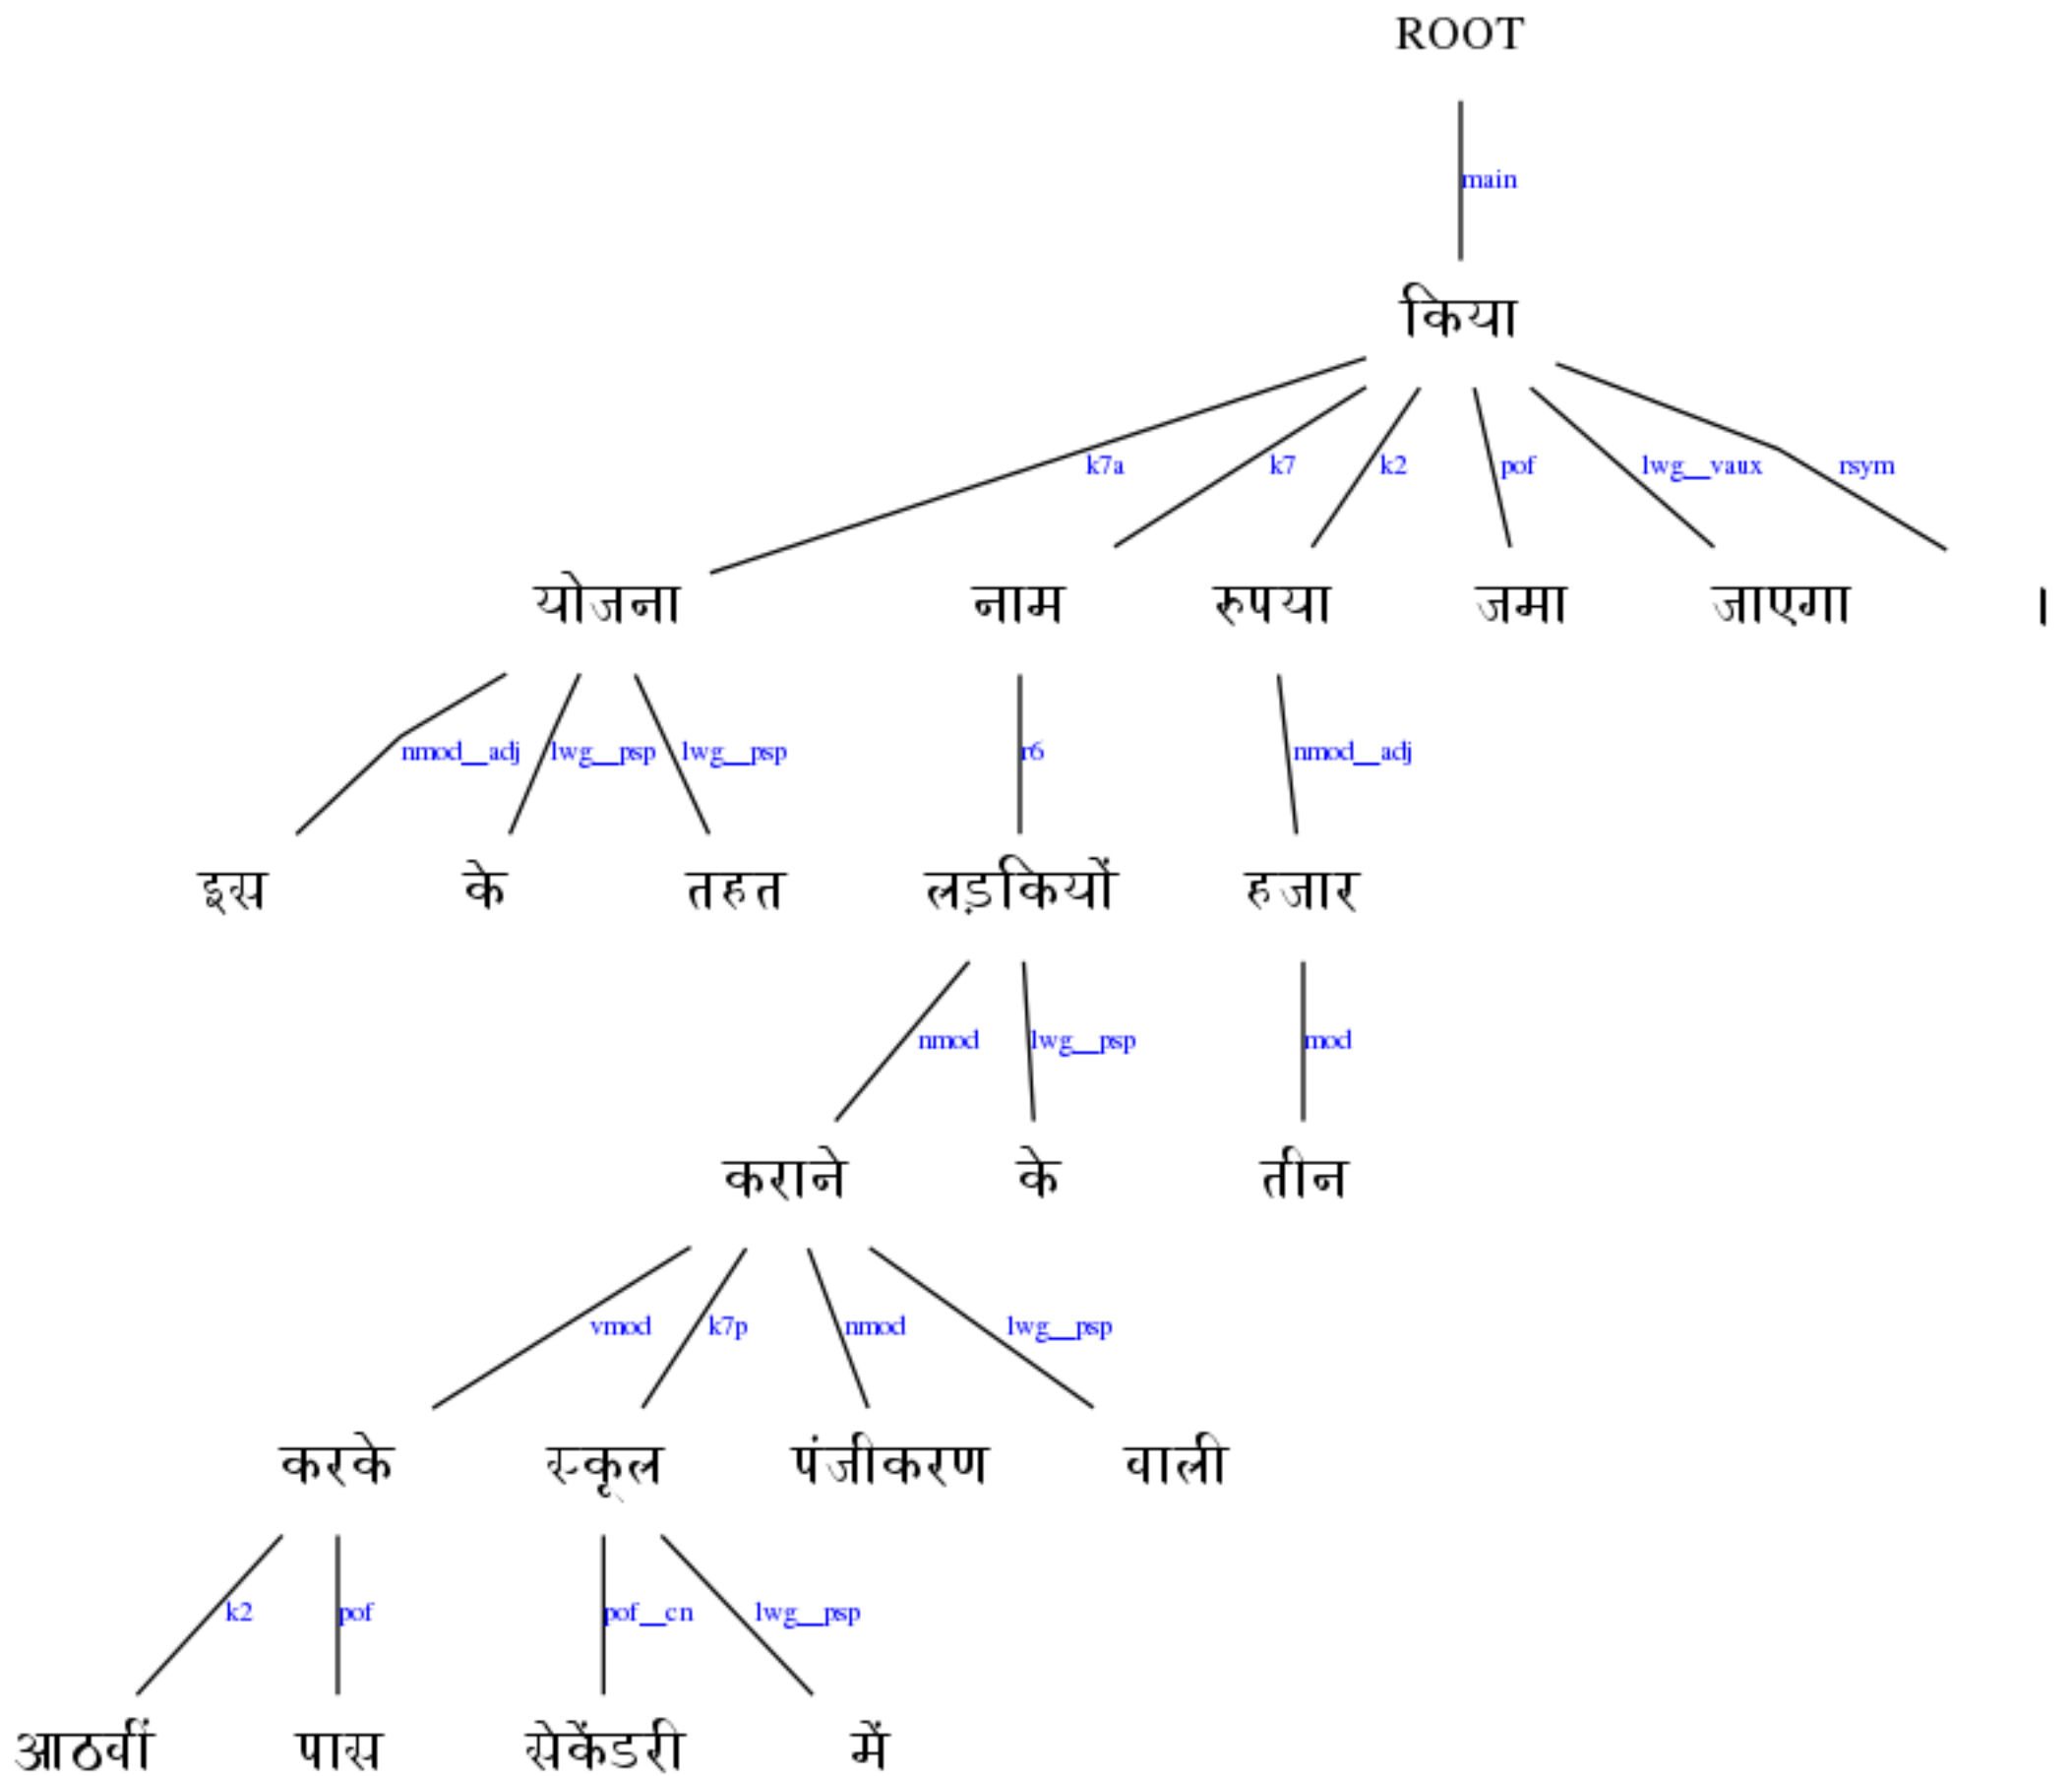 ROOT
main
किया
k7a k7 k2 pof lwg__vaux rsym
योजना नाम रुपया जमा जाएगा ।
nmod__adj lwg__psp lwg__psp r6 nmod__adj
इस के तहत लड़कियों हजार
nmod lwg__psp mod
कराने के तीन
vmod k7p nmod lwg__psp
करके स्कूल पंजीकरण वाली
k2 pof pof__cn lwg__psp
आठवीं पास सेकेंडरी में